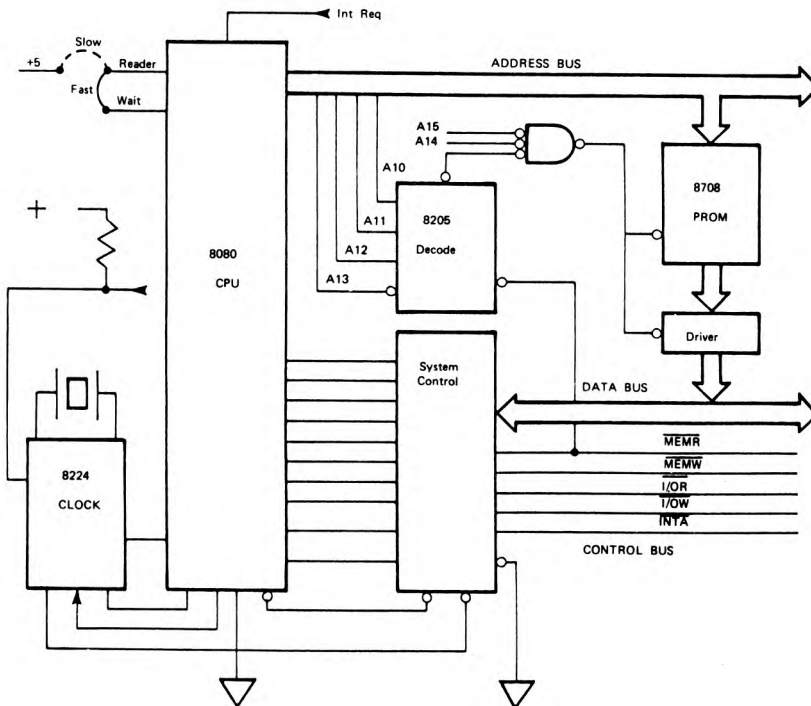 Int Req
Slow
+5
Reader
Fast
Wait
ADDRESS BUS
A15
A14
A10
8205
Decode
A11
A12
A13
8708
PROM
8080
CPU
+
Driver
System
Control
DATA BUS
MEMR
MEMW
I/OR
I/OW
INTA
CONTROL BUS
8224
CLOCK